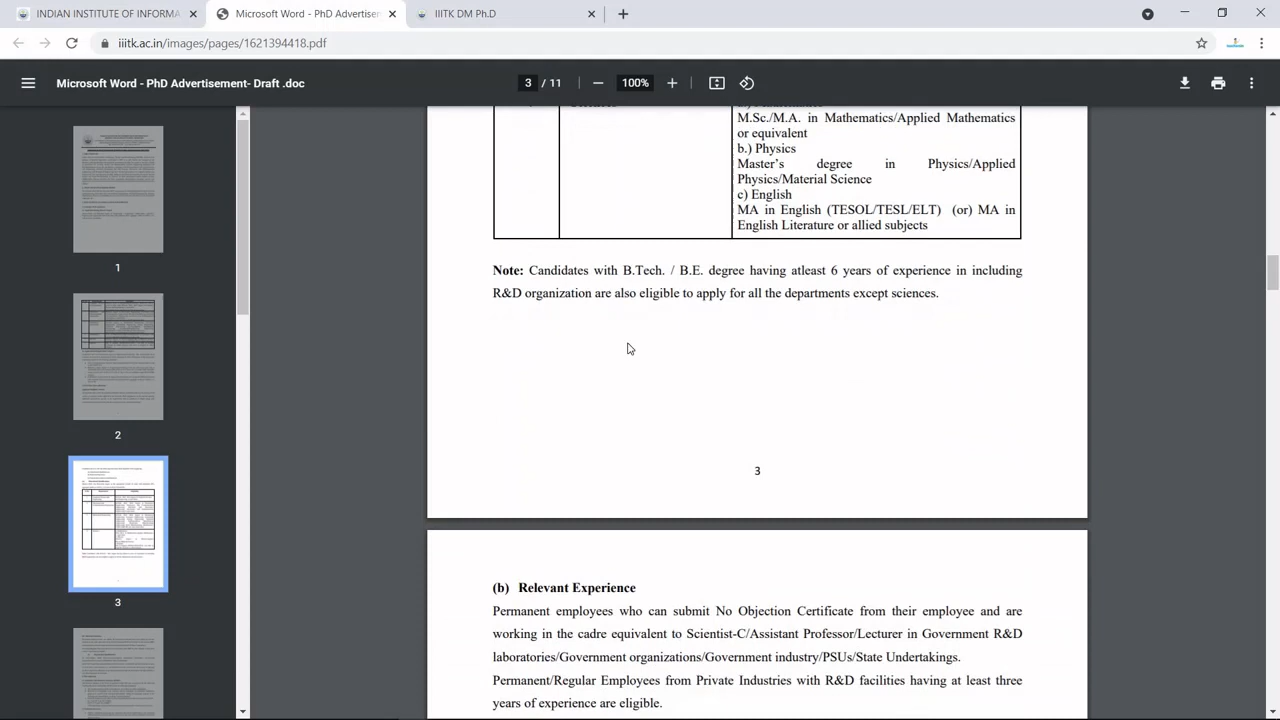 INDIAN INSTITUTE OF INFORMA
Microsoft Word - PhD Advertisemen
IIITK DM Ph.D
iiitk.ac.in/images/pages/1621394418.pdf
Microsoft Word - PhD Advertisement- Draft .doc
3 / 11
100%
M.Sc./M.A. in Mathematics/Applied Mathematics
or equivalent
b.) Physics
Master's degree in Physics/Applied
Physics/Material Science
c) English
MA in English (TESOL/TESL/ELT) (or) MA in
English Literature or allied subjects
Note: Candidates with B.Tech. / B.E. degree having atleast 6 years of experience in including
R&D organization are also eligible to apply for all the departments except sciences.
3
(b) Relevant Experience
Permanent employees who can submit No Objection Certificate from their employee and are
working in the cadre equivalent to Scientist-C/Assistant Professor/Lecturer in Government R&D
laboratories/Government organizations/Government industry/PSUs/State Undertakings.
Permanent/Regular Employees from Private Industries with R&D facilities having at least three
years of experience are eligible.
1
2
3